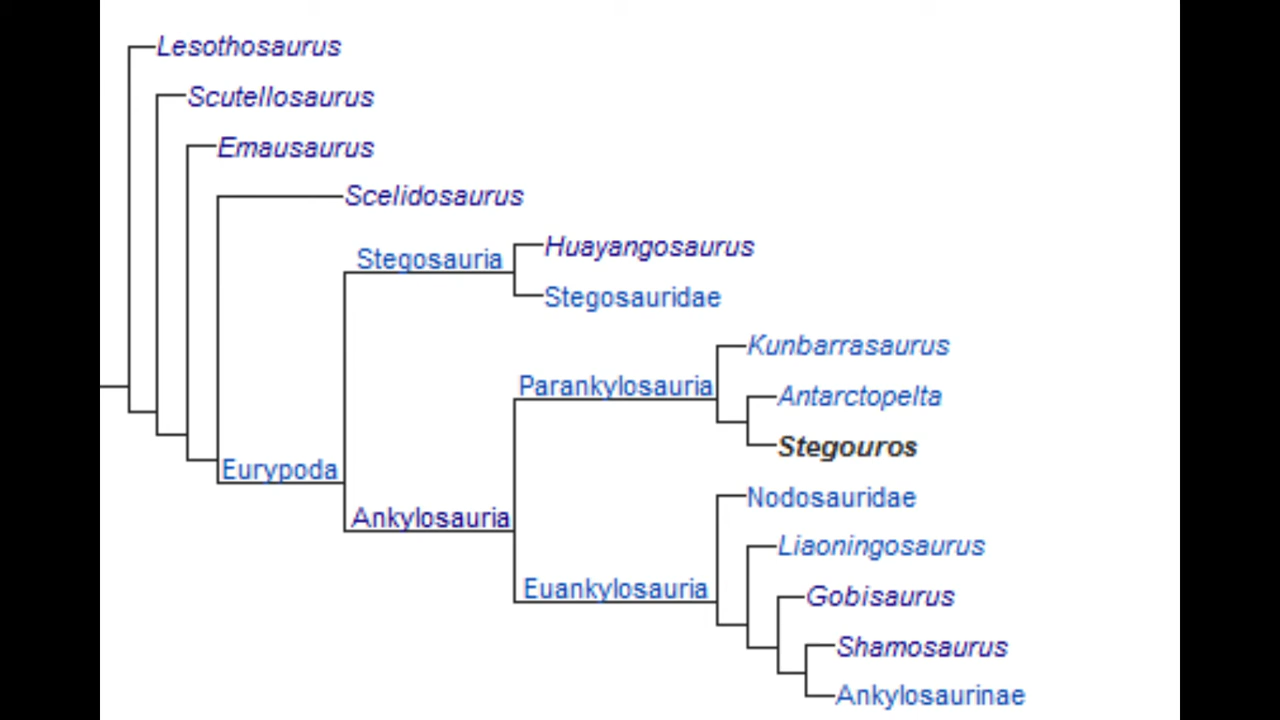 Lesothosaurus
Scutellosaurus
Emausaurus
Scelidosaurus
Huayangosaurus
Stegosauria
Stegosauridae
Kunbarrasaurus
Parankylosauria
Antarctopelta
Stegouros
Eurypoda
Nodosauridae
Ankylosauria
Liaoningosaurus
Euankylosauria
Gobisaurus
Shamosaurus
Ankylosaurinae